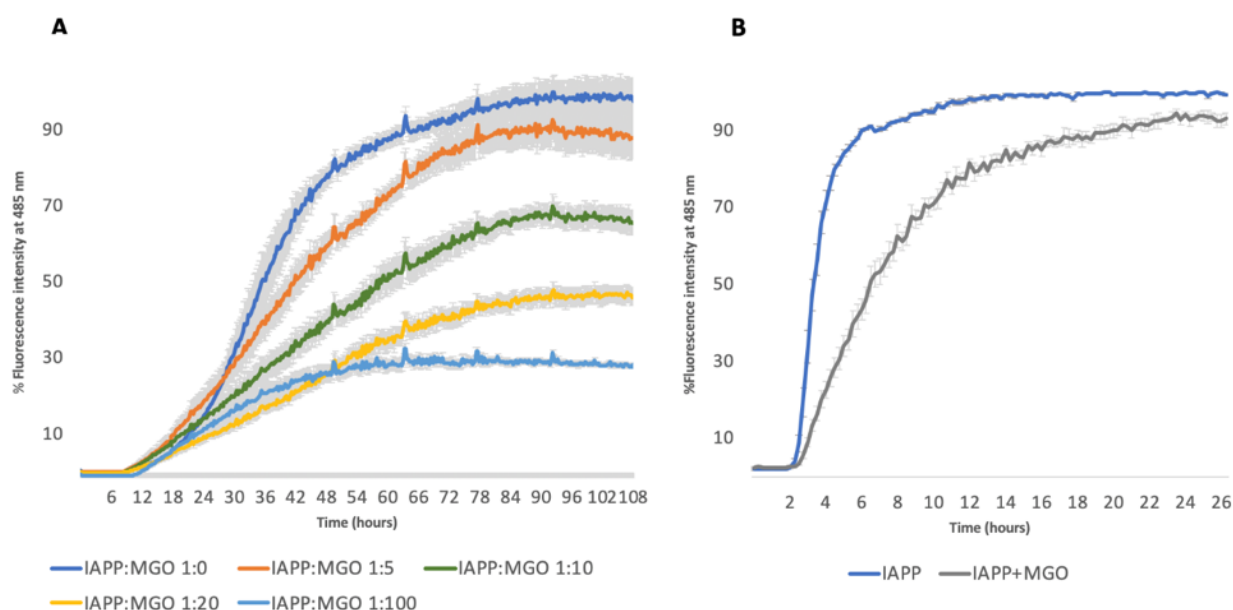 A
% Fluorescence intensity at 485 nm
90
70
50
30
10
6 12 18 24 30 36 42 48 54 60 66 72 78 84 90 96 102 108
Time (hours)
IAPP:MGO 1:0 IAPP:MGO 1:5 IAPP:MGO 1:10
IAPP:MGO 1:20 IAPP:MGO 1:100
B
%Fluorescence intensity at 485 nm
90
70
50
30
10
2 4 6 8 10 12 14 16 18 20 22 24 26
Time (hours)
IAPP IAPP+MGO